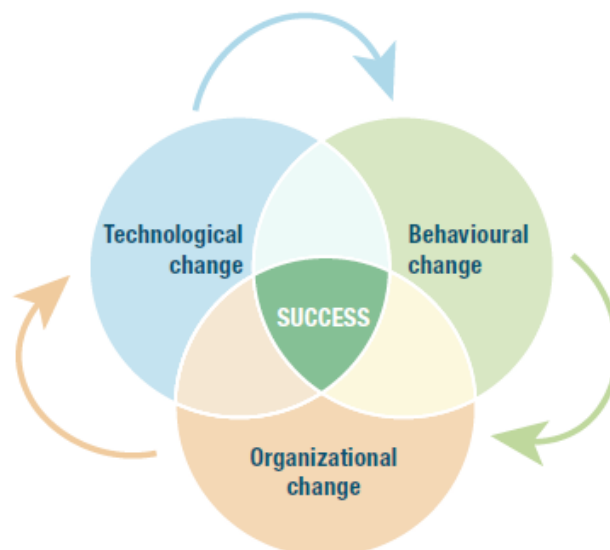 Technological
change
Behavioural
change
SUCCESS
Organizational
change